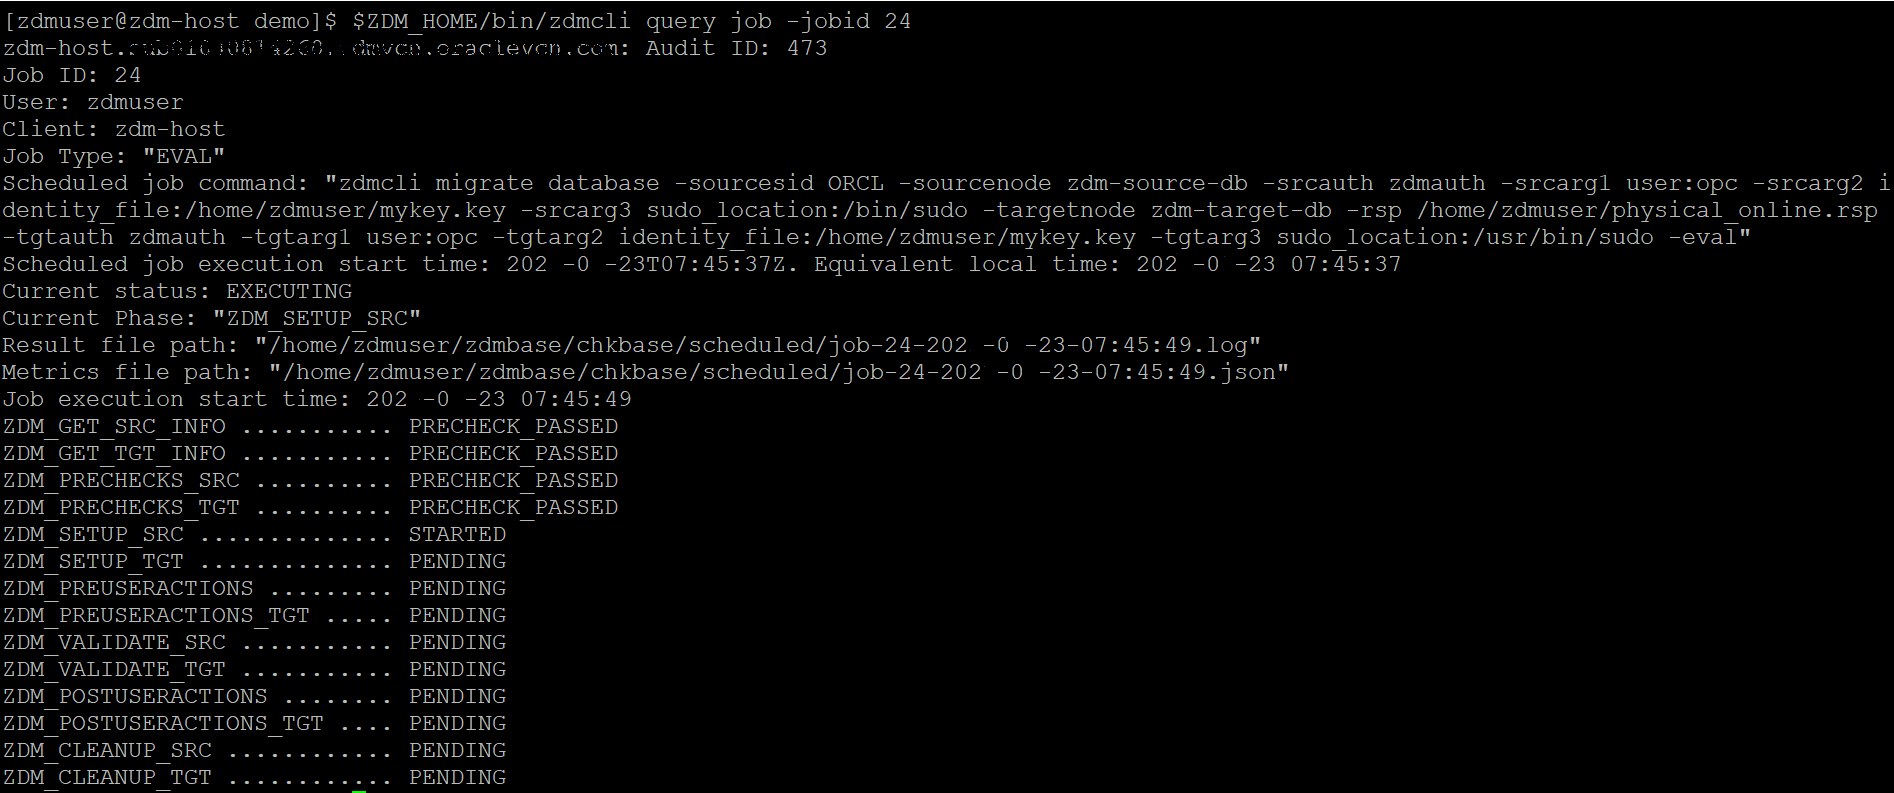 [zdmuser@zdm-host demo]$ $ZDM_HOME/bin/zdmcli query job -jobid 24
zdm-host. Audit ID: 473
Job ID: 24
User: zdmuser
Client: zdm-host
Job Type: "EVAL"
Scheduled job command: "zdmcli migrate database -sourcesid ORCL -sourcenode zdm-source-db -srcauth zdmauth -srcarg1 user:opc -srcarg2 i
dentity_file:/home/zdmuser/mykey.key -srcarg3 sudo_location:/bin/sudo -targetnode zdm-target-db -rsp /home/zdmuser/physical_online.rsp
-tgtauth zdmauth -tgtarg1 user:opc -tgtarg2 identity_file:/home/zdmuser/mykey.key -tgtarg3 sudo_location:/usr/bin/sudo -eval"
Scheduled job execution start time: 202 -0 -23T07:45:37Z. Equivalent local time: 202 -0 -23 07:45:37
Current status: EXECUTING
Current Phase: "ZDM_SETUP_SRC"
Result file path: "/home/zdmuser/zdmbase/chkbase/scheduled/job-24-202 -0 -23-07:45:49.log"
Metrics file path: "/home/zdmuser/zdmbase/chkbase/scheduled/job-24-202 -0 -23-07:45:49.json"
Job execution start time: 202 -0 -23 07:45:49
ZDM_GET_SRC_INFO ........... PRECHECK_PASSED
ZDM_GET_TGT_INFO ........... PRECHECK_PASSED
ZDM_PRECHECKS_SRC .......... PRECHECK_PASSED
ZDM_PRECHECKS_TGT .......... PRECHECK_PASSED
ZDM_SETUP_SRC .............. STARTED
ZDM_SETUP_TGT .............. PENDING
ZDM_PREUSERACTIONS ......... PENDING
ZDM_PREUSERACTIONS_TGT ..... PENDING
ZDM_VALIDATE_SRC ........... PENDING
ZDM_VALIDATE_TGT ........... PENDING
ZDM_POSTUSERACTIONS ........ PENDING
ZDM_POSTUSERACTIONS_TGT .... PENDING
ZDM_CLEANUP_SRC ............ PENDING
ZDM_CLEANUP_TGT ............ PENDING